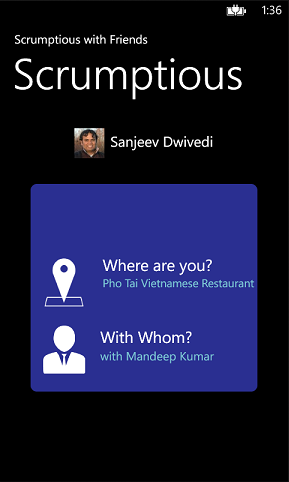 1:36
Scrumptious with Friends
Scrumptious
Sanjeev Dwivedi
Where are you?
Pho Tai Vietnamese Restaurant
With Whom?
with Mandeep Kumar